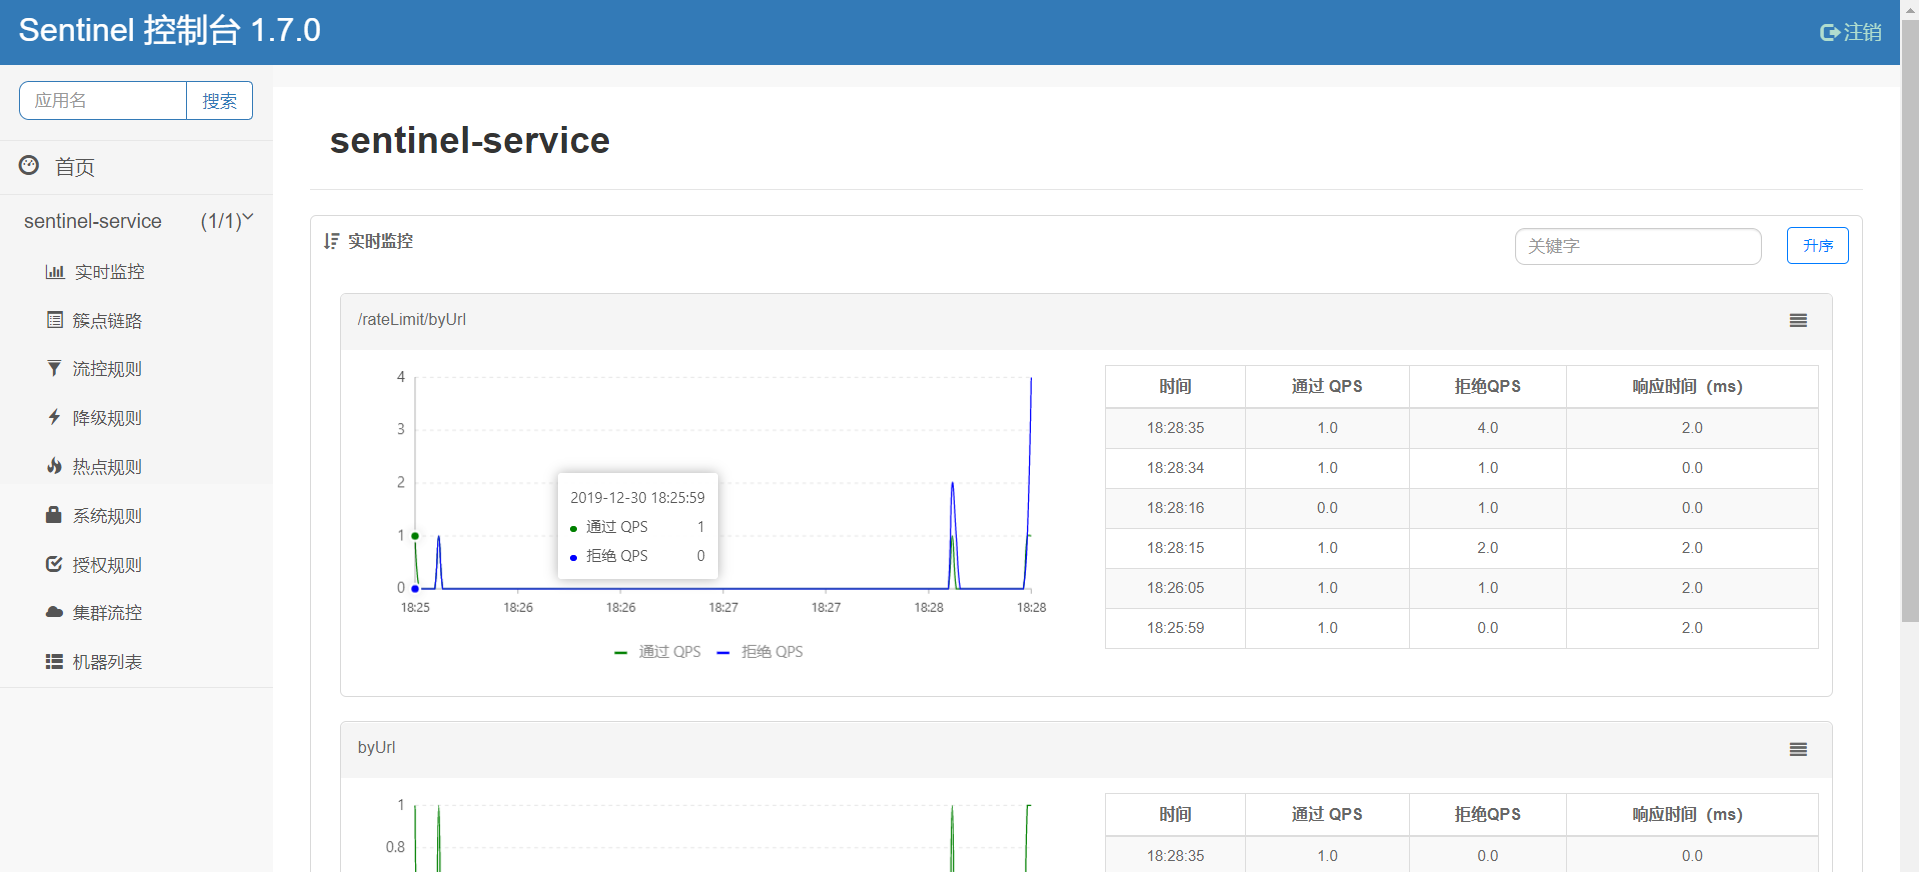 Sentinel 控制台 1.7.0
注销
应用名 搜索
首页
sentinel-service (1/1)
实时监控
簇点链路
流控规则
降级规则
热点规则
系统规则
授权规则
集群流控
机器列表
sentinel-service
实时监控
关键字 升序
/rateLimit/byUrl
4
3
2
1
0
18:25 18:26 18:26 18:27 18:27 18:28 18:28
2019-12-30 18:25:59
通过 QPS 1
拒绝 QPS 0
通过 QPS 拒绝 QPS
时间 通过 QPS 拒绝QPS 响应时间（ms）
18:28:35 1.0 4.0 2.0
18:28:34 1.0 1.0 0.0
18:28:16 0.0 1.0 0.0
18:28:15 1.0 2.0 2.0
18:26:05 1.0 1.0 2.0
18:25:59 1.0 0.0 2.0
byUrl
1
0.8
时间 通过 QPS 拒绝QPS 响应时间（ms）
18:28:35 1.0 0.0 0.0